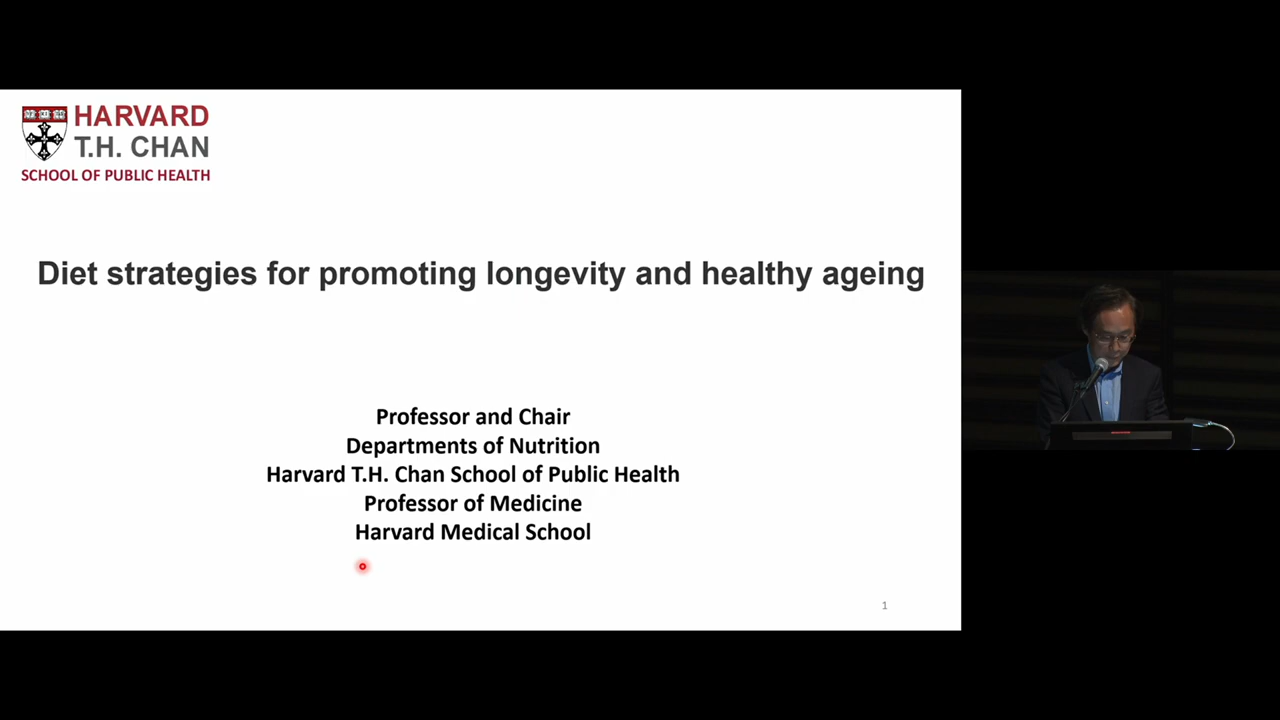 HARVARD
T.H. CHAN
SCHOOL OF PUBLIC HEALTH
Diet strategies for promoting longevity and healthy ageing
Professor and Chair
Departments of Nutrition
Harvard T.H. Chan School of Public Health
Professor of Medicine
Harvard Medical School
1